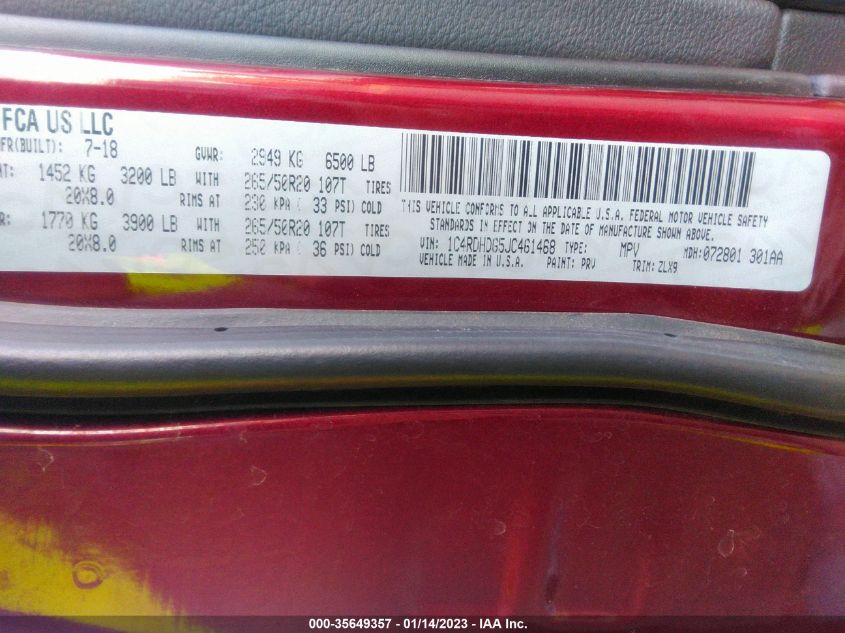 FCA US LLC
FR(BUILT): 7-18 GVWR: 2949 KG 6500 LB
AT: 1452 KG 3200 LB WITH 265/50R20 107T TIRES
20X8.0 RIMS AT 230 KPA ( 33 PSI) COLD
R: 1770 KG 3900 LB WITH 265/50R20 107T TIRES
20X8.0 RIMS AT 250 KPA ( 36 PSI) COLD
THIS VEHICLE CONFORMS TO ALL APPLICABLE U.S.A. FEDERAL MOTOR VEHICLE SAFETY
STANDARDS IN EFFECT ON THE DATE OF MANUFACTURE SHOWN ABOVE.
VIN: 1C4RDHDG5JC461468 TYPE: MPV MDH:072801 301AA
VEHICLE MADE IN U.S.A. PAINT: PRV TRIM: ZLX9
000-35649357 - 01/14/2023 - IAA Inc.